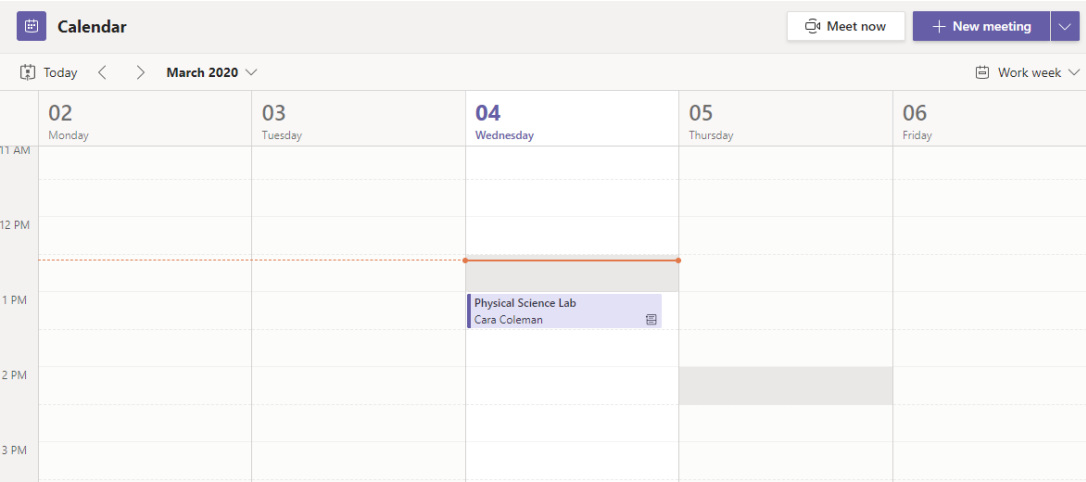 Calendar
Meet now
New meeting
Today
March 2020
Work week
02
Monday
03
Tuesday
04
Wednesday
05
Thursday
06
Friday
11 AM
12 PM
1 PM
Physical Science Lab
Cara Coleman
2 PM
3 PM